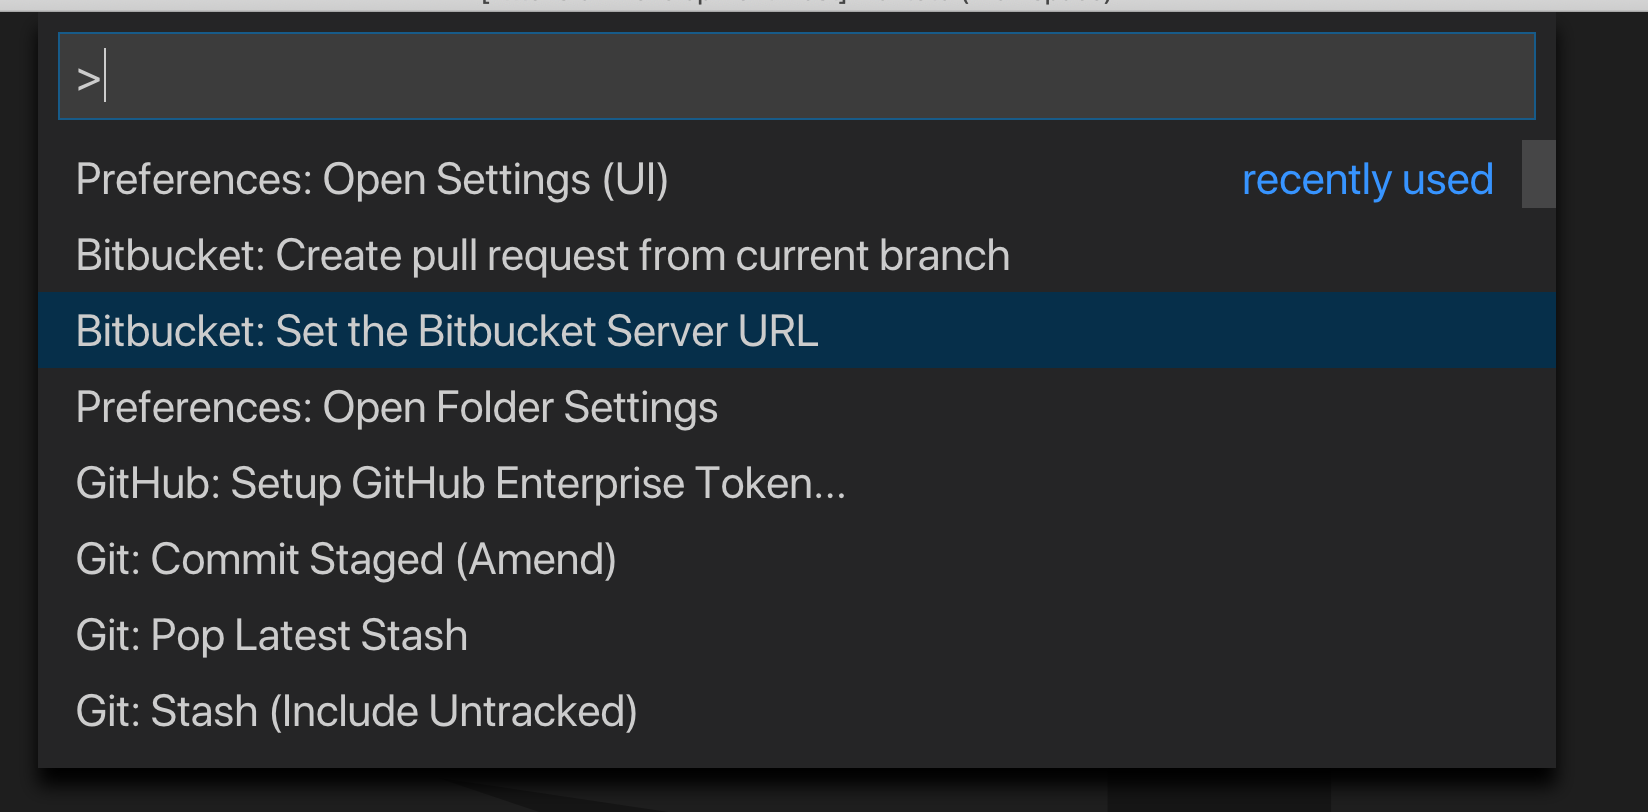 >
Preferences: Open Settings (UI) recently used
Bitbucket: Create pull request from current branch
Bitbucket: Set the Bitbucket Server URL
Preferences: Open Folder Settings
GitHub: Setup GitHub Enterprise Token...
Git: Commit Staged (Amend)
Git: Pop Latest Stash
Git: Stash (Include Untracked)